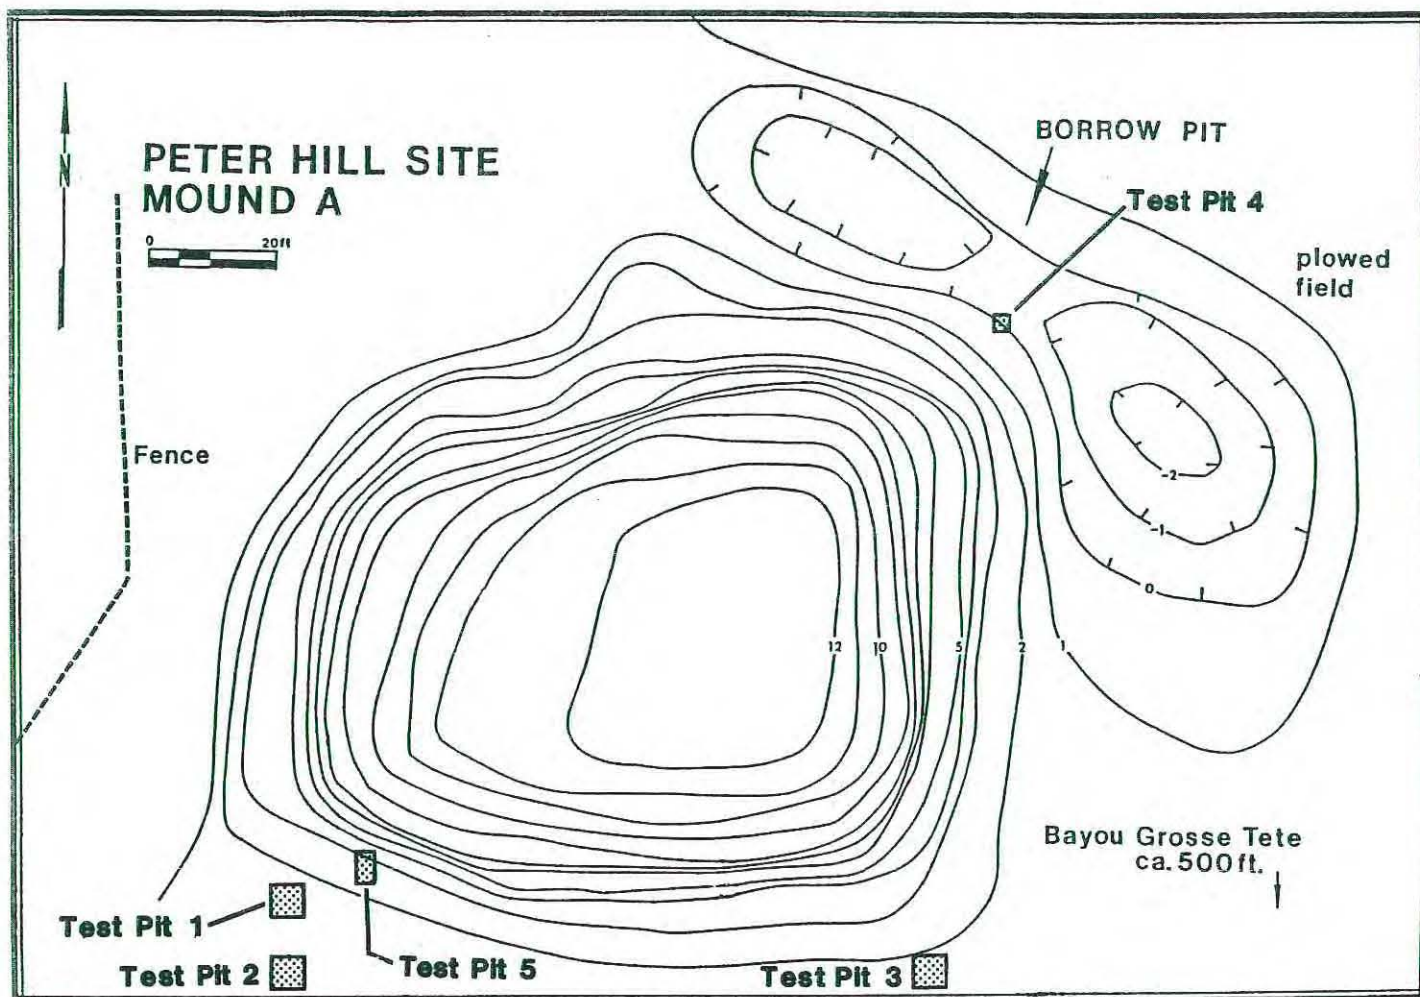 BORROW PIT
N
PETER HILL SITE
MOUND A
Test Pit 4
0 20ft
plowed
field
Fence
-2
-1
0
12 10 5 2 1
Bayou Grosse Tete
ca. 500 ft.
Test Pit 1
Test Pit 2
Test Pit 5
Test Pit 3